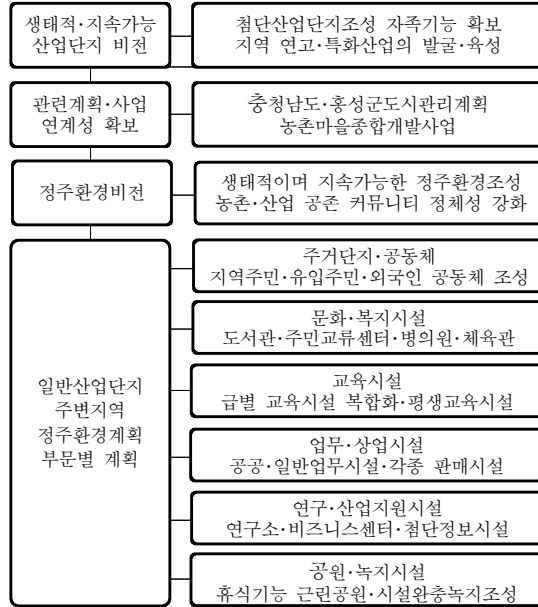 생태적·지속가능
산업단지 비전
첨단산업단지조성 자족기능 확보
지역 연고·특화산업의 발굴·육성
관련계획·사업
연계성 확보
충청남도·홍성군도시관리계획
농촌마을종합개발사업
정주환경비전
생태적이며 지속가능한 정주환경조성
농촌·산업 공존 커뮤니티 정체성 강화
일반산업단지
주변지역
정주환경계획
부문별 계획
주거단지·공동체
지역주민·유입주민·외국인 공동체 조성
문화·복지시설
도서관·주민교류센터·병의원·체육관
교육시설
급별 교육시설 복합화·평생교육시설
업무·상업시설
공공·일반업무시설·각종 판매시설
연구·산업지원시설
연구소·비즈니스센터·첨단정보시설
공원·녹지시설
휴식기능 근린공원·시설완충녹지조성